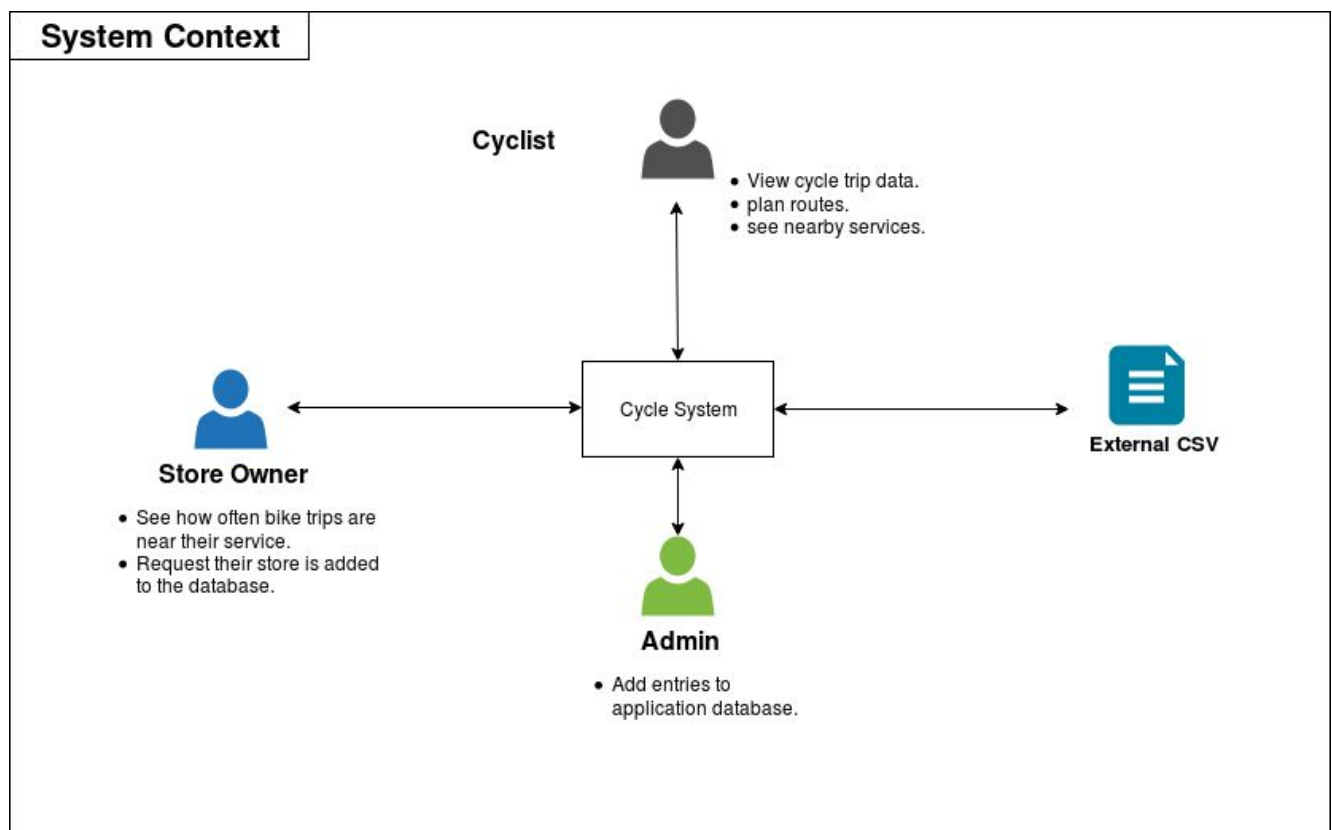 System Context
Cyclist
• View cycle trip data.
• plan routes.
• see nearby services.
Cycle System
External CSV
Store Owner
• See how often bike trips are
near their service.
• Request their store is added
to the database.
Admin
• Add entries to
application database.